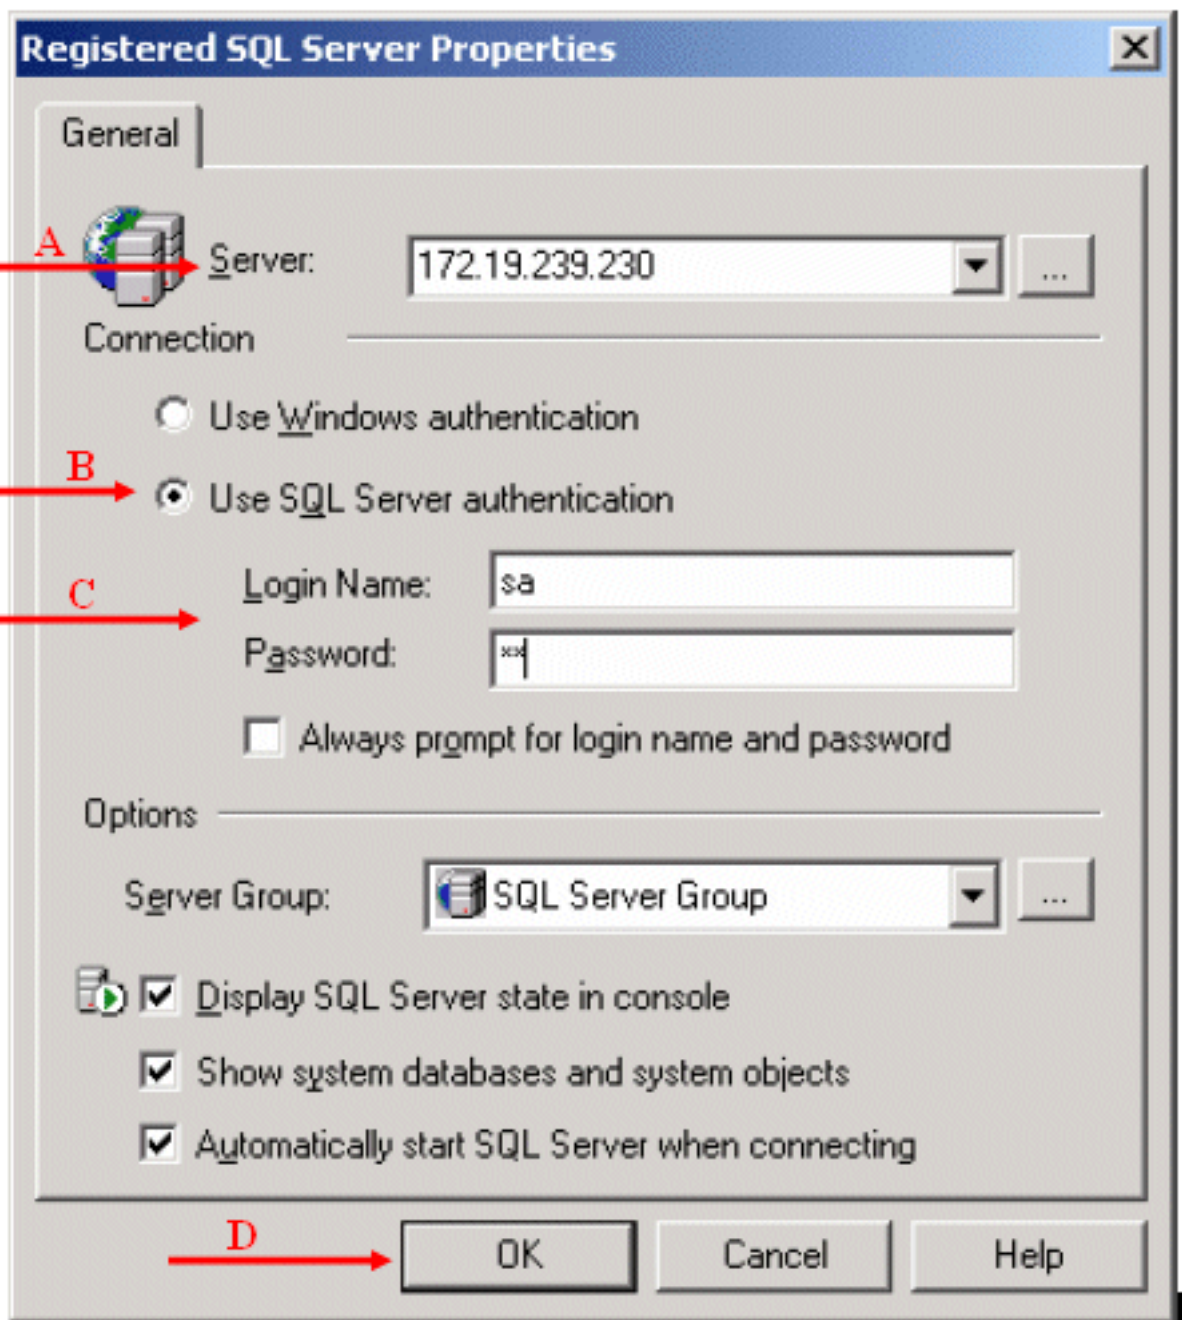 Registered SQL Server Properties
General
A
Server: 172.19.239.230 ...
Connection
Use Windows authentication
B
Use SQL Server authentication
C
Login Name: sa
Password: **
Always prompt for login name and password
Options
Server Group: SQL Server Group ...
Display SQL Server state in console
Show system databases and system objects
Automatically start SQL Server when connecting
D
OK Cancel Help